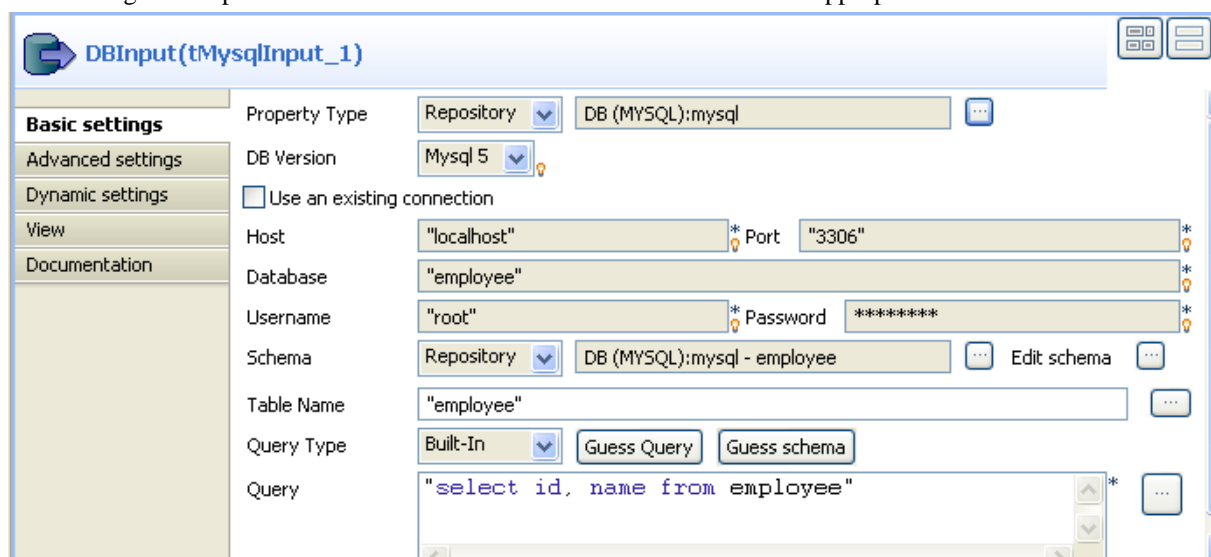 DBInput(tMysqlInput_1)
Basic settings
Advanced settings
Dynamic settings
View
Documentation
Property Type Repository DB (MYSQL):mysql ...
DB Version Mysql 5
Use an existing connection
Host "localhost" * Port "3306" *
Database "employee" *
Username "root" * Password ******** *
Schema Repository DB (MYSQL):mysql - employee ... Edit schema ...
Table Name "employee" ...
Query Type Built-In Guess Query Guess schema
Query "select id, name from employee" * ...